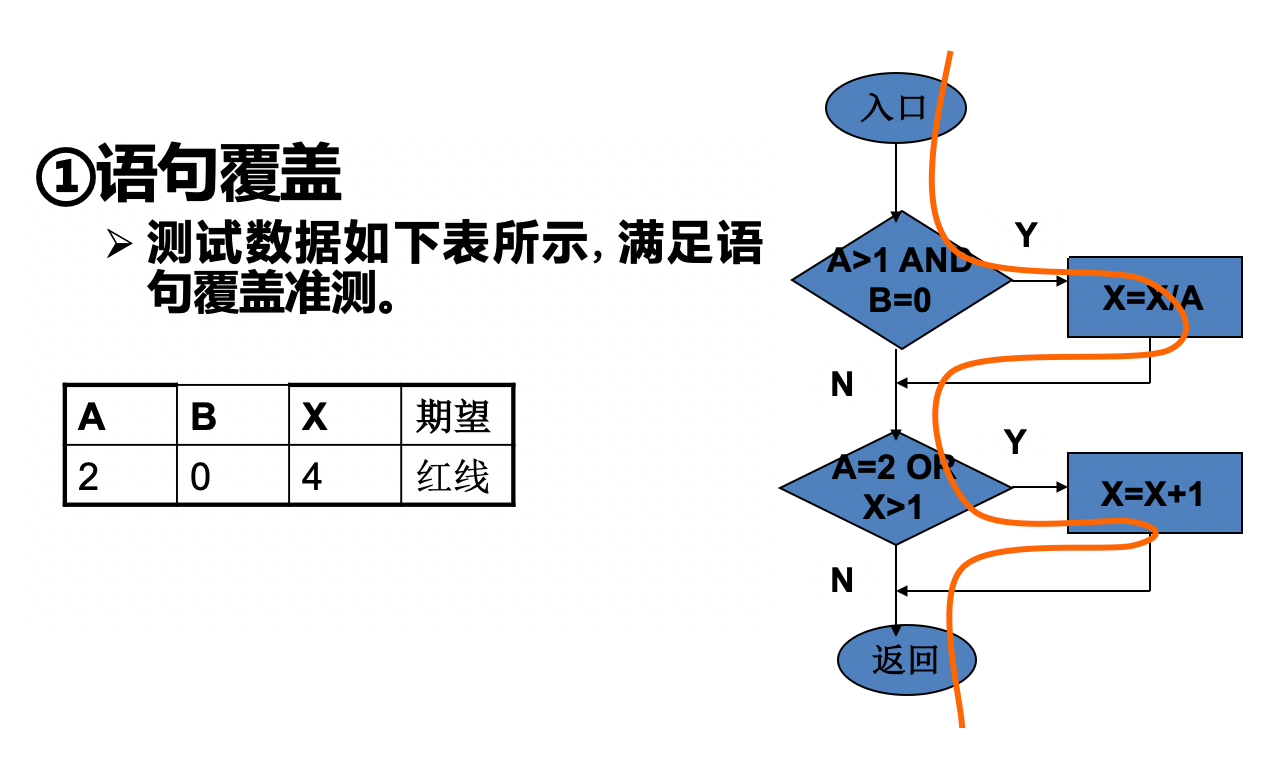 ①语句覆盖
➢ 测试数据如下表所示，满足语
句覆盖准测。
A B X 期望
2 0 4 红线
入口
A>1 AND
B=0
Y
X=X/A
N
A=2 OR
X>1
Y
X=X+1
N
返回